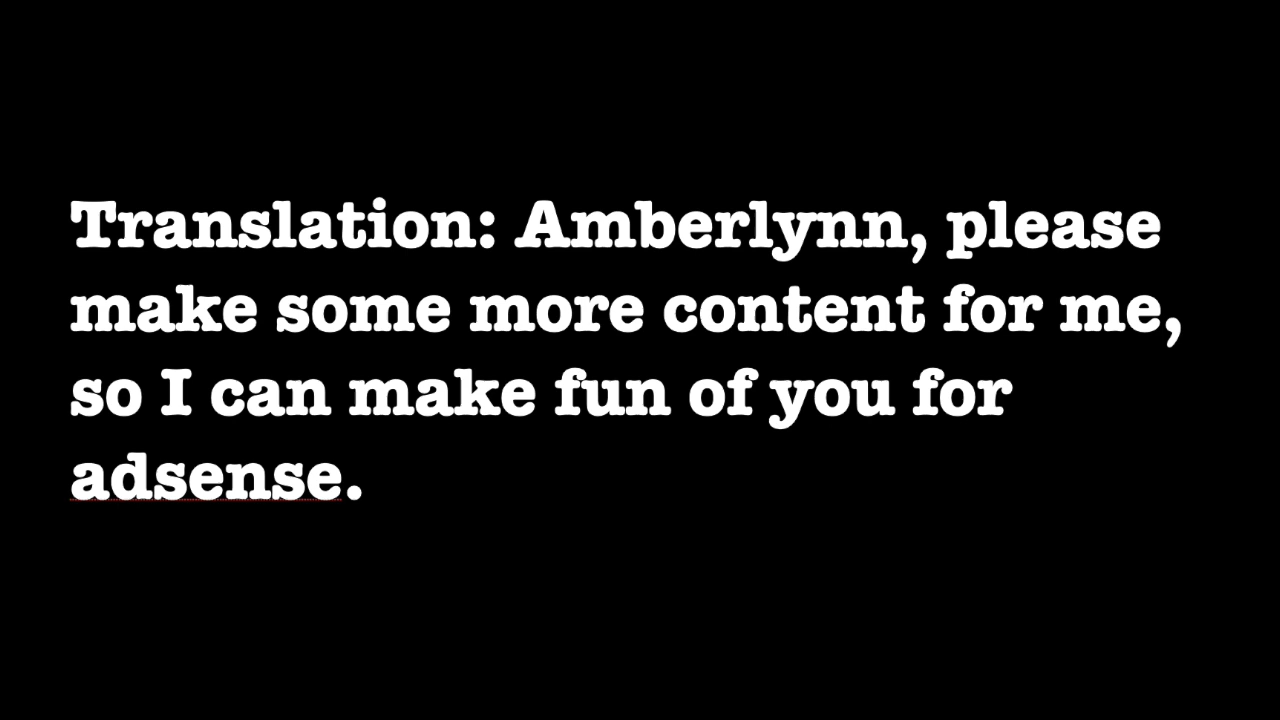 Translation: Amberlynn, please
make some more content for me,
so I can make fun of you for
adsense.